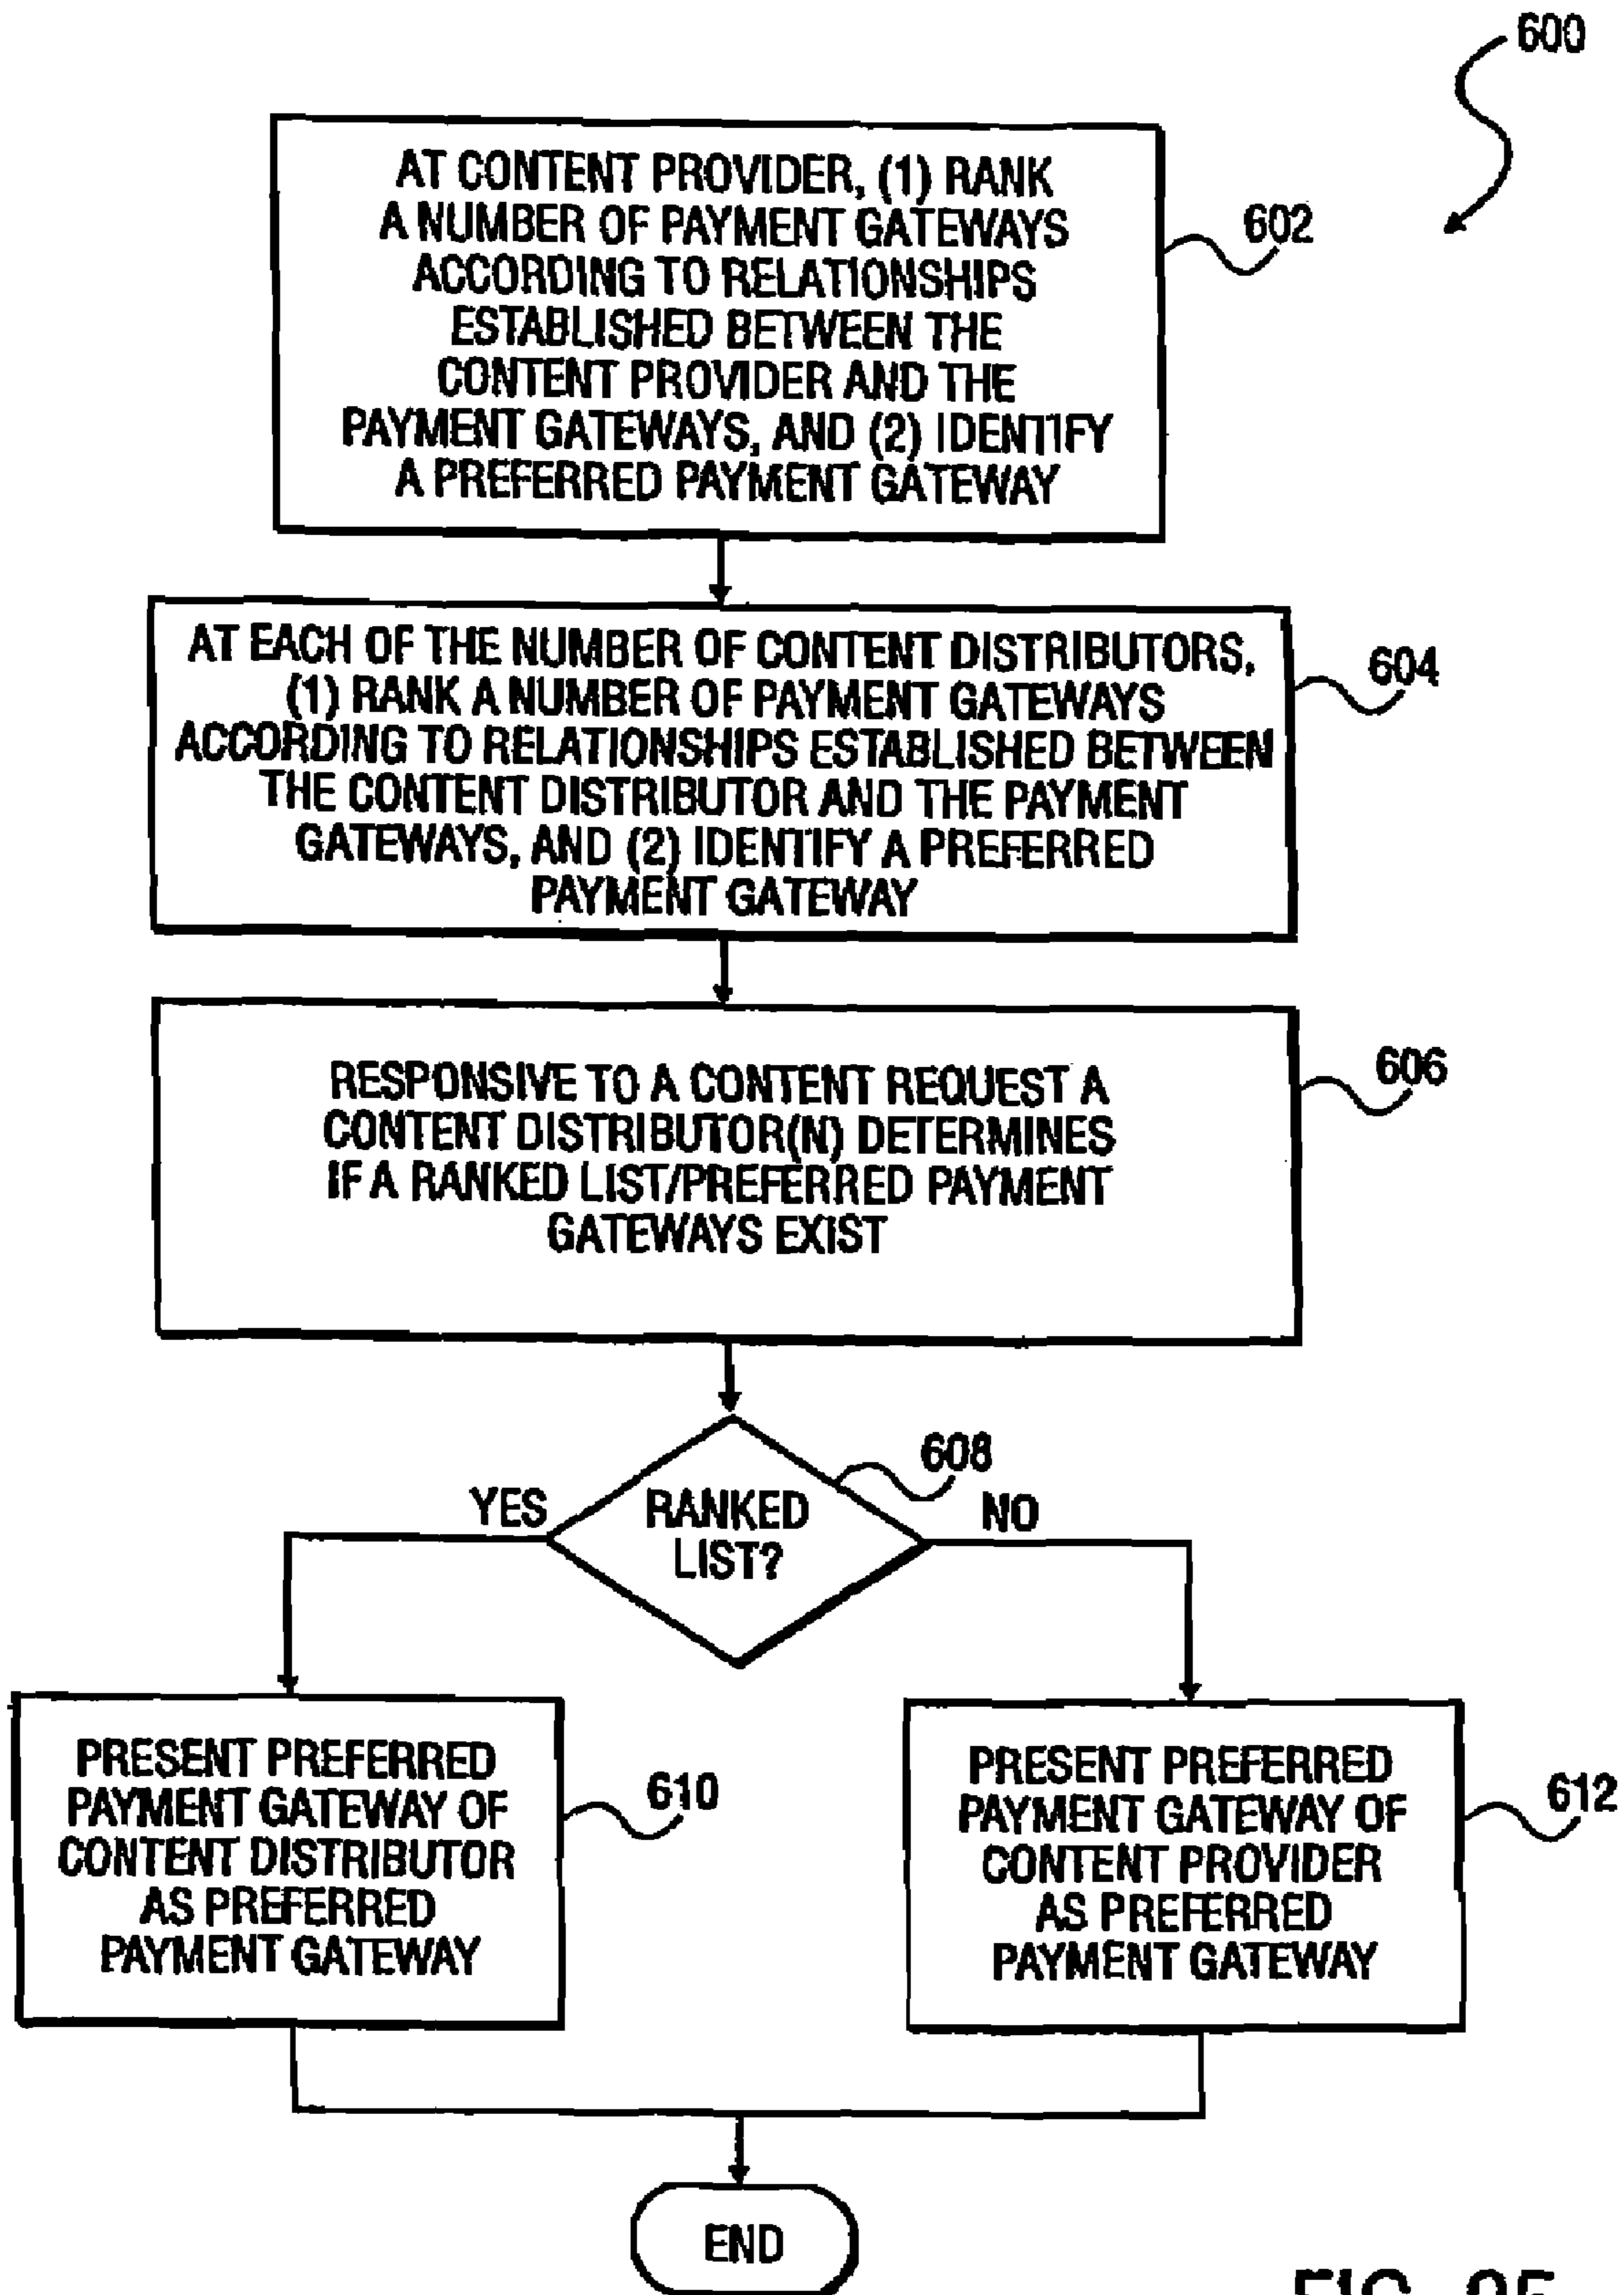 600
AT CONTENT PROVIDER, (1) RANK
A NUMBER OF PAYMENT GATEWAYS
ACCORDING TO RELATIONSHIPS
ESTABLISHED BETWEEN THE
CONTENT PROVIDER AND THE
PAYMENT GATEWAYS, AND (2) IDENTIFY
A PREFERRED PAYMENT GATEWAY
602
AT EACH OF THE NUMBER OF CONTENT DISTRIBUTORS,
(1) RANK A NUMBER OF PAYMENT GATEWAYS
ACCORDING TO RELATIONSHIPS ESTABLISHED BETWEEN
THE CONTENT DISTRIBUTOR AND THE PAYMENT
GATEWAYS, AND (2) IDENTIFY A PREFERRED
PAYMENT GATEWAY
604
RESPONSIVE TO A CONTENT REQUEST A
CONTENT DISTRIBUTOR(N) DETERMINES
IF A RANKED LIST/PREFERRED PAYMENT
GATEWAYS EXIST
606
608
YES
RANKED
LIST?
NO
PRESENT PREFERRED
PAYMENT GATEWAY OF
CONTENT DISTRIBUTOR
AS PREFERRED
PAYMENT GATEWAY
610
PRESENT PREFERRED
PAYMENT GATEWAY OF
CONTENT PROVIDER
AS PREFERRED
PAYMENT GATEWAY
612
END
FIG. 25